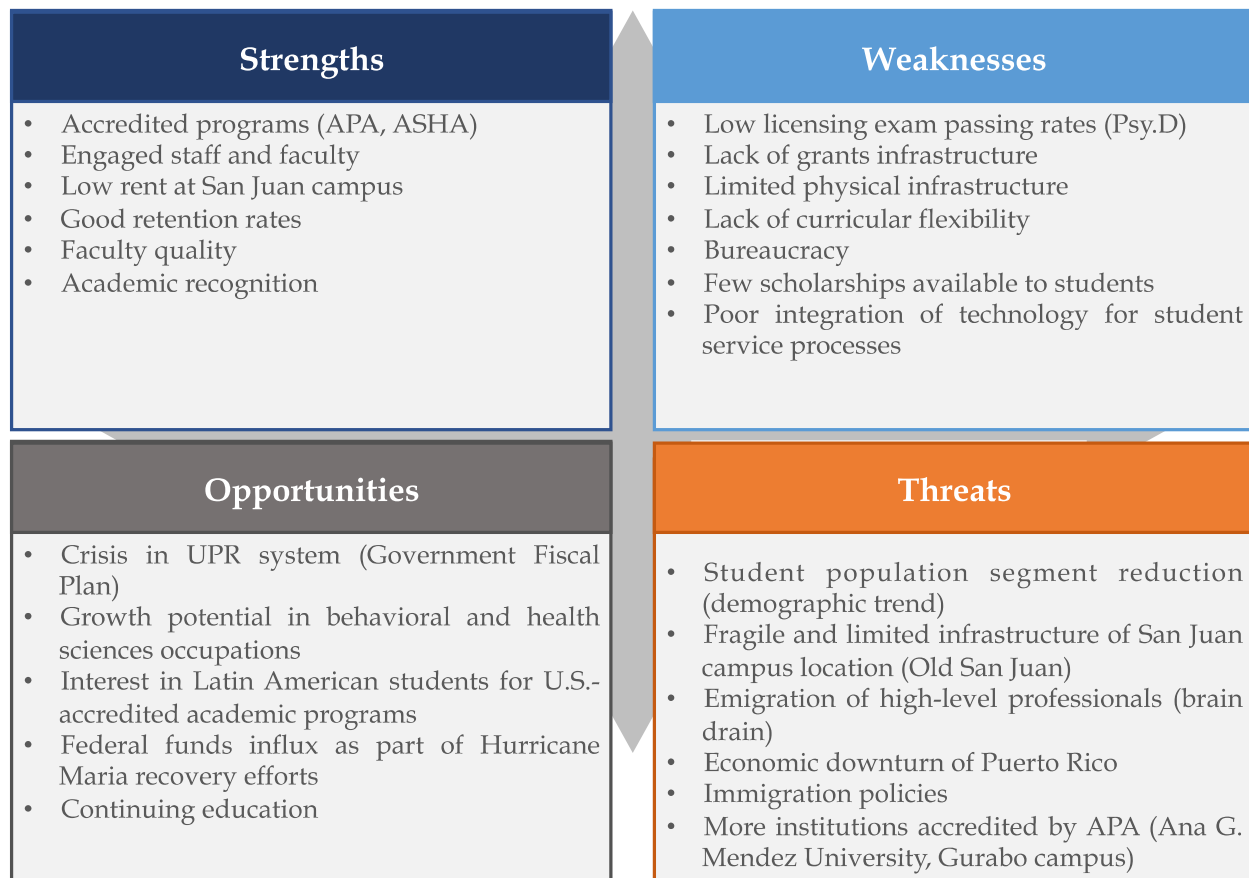 Strengths
• Accredited programs (APA, ASHA)
• Engaged staff and faculty
• Low rent at San Juan campus
• Good retention rates
• Faculty quality
• Academic recognition
Weaknesses
• Low licensing exam passing rates (Psy.D)
• Lack of grants infrastructure
• Limited physical infrastructure
• Lack of curricular flexibility
• Bureaucracy
• Few scholarships available to students
• Poor integration of technology for student
service processes
Opportunities
• Crisis in UPR system (Government Fiscal
Plan)
• Growth potential in behavioral and health
sciences occupations
• Interest in Latin American students for U.S.-
accredited academic programs
• Federal funds influx as part of Hurricane
Maria recovery efforts
• Continuing education
Threats
• Student population segment reduction
(demographic trend)
• Fragile and limited infrastructure of San Juan
campus location (Old San Juan)
• Emigration of high-level professionals (brain
drain)
• Economic downturn of Puerto Rico
• Immigration policies
• More institutions accredited by APA (Ana G.
Mendez University, Gurabo campus)